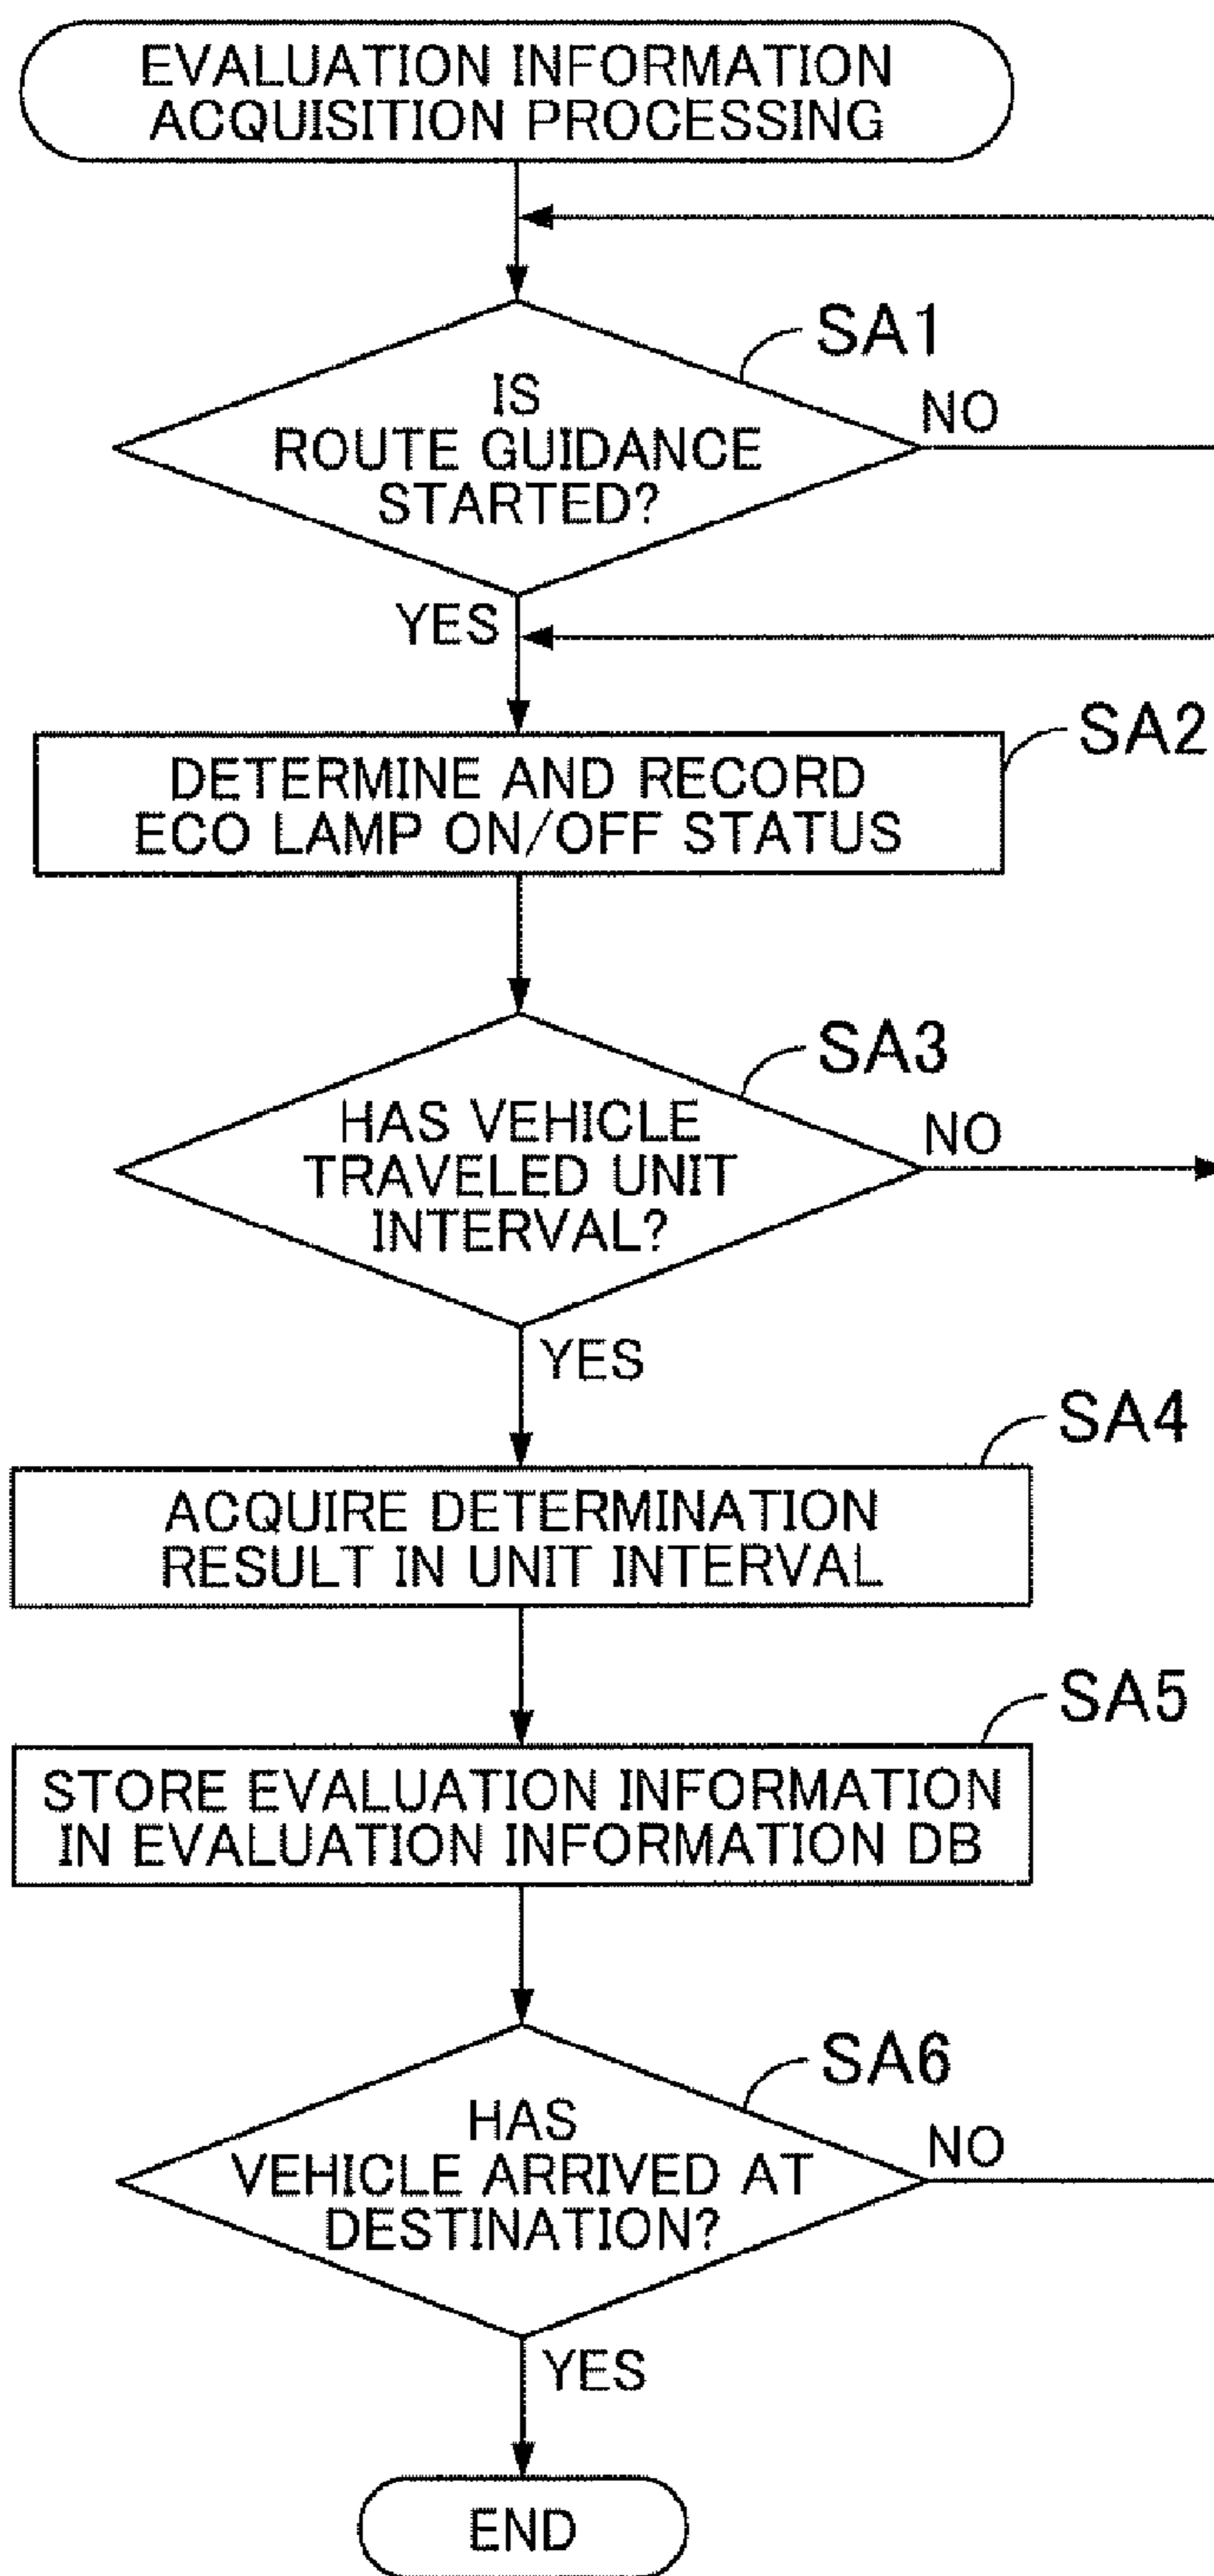 EVALUATION INFORMATION
ACQUISITION PROCESSING
SA1
IS
ROUTE GUIDANCE
STARTED?
NO
YES
SA2
DETERMINE AND RECORD
ECO LAMP ON/OFF STATUS
SA3
HAS VEHICLE
TRAVELED UNIT
INTERVAL?
NO
YES
SA4
ACQUIRE DETERMINATION
RESULT IN UNIT INTERVAL
SA5
STORE EVALUATION INFORMATION
IN EVALUATION INFORMATION DB
SA6
HAS
VEHICLE ARRIVED AT
DESTINATION?
NO
YES
END